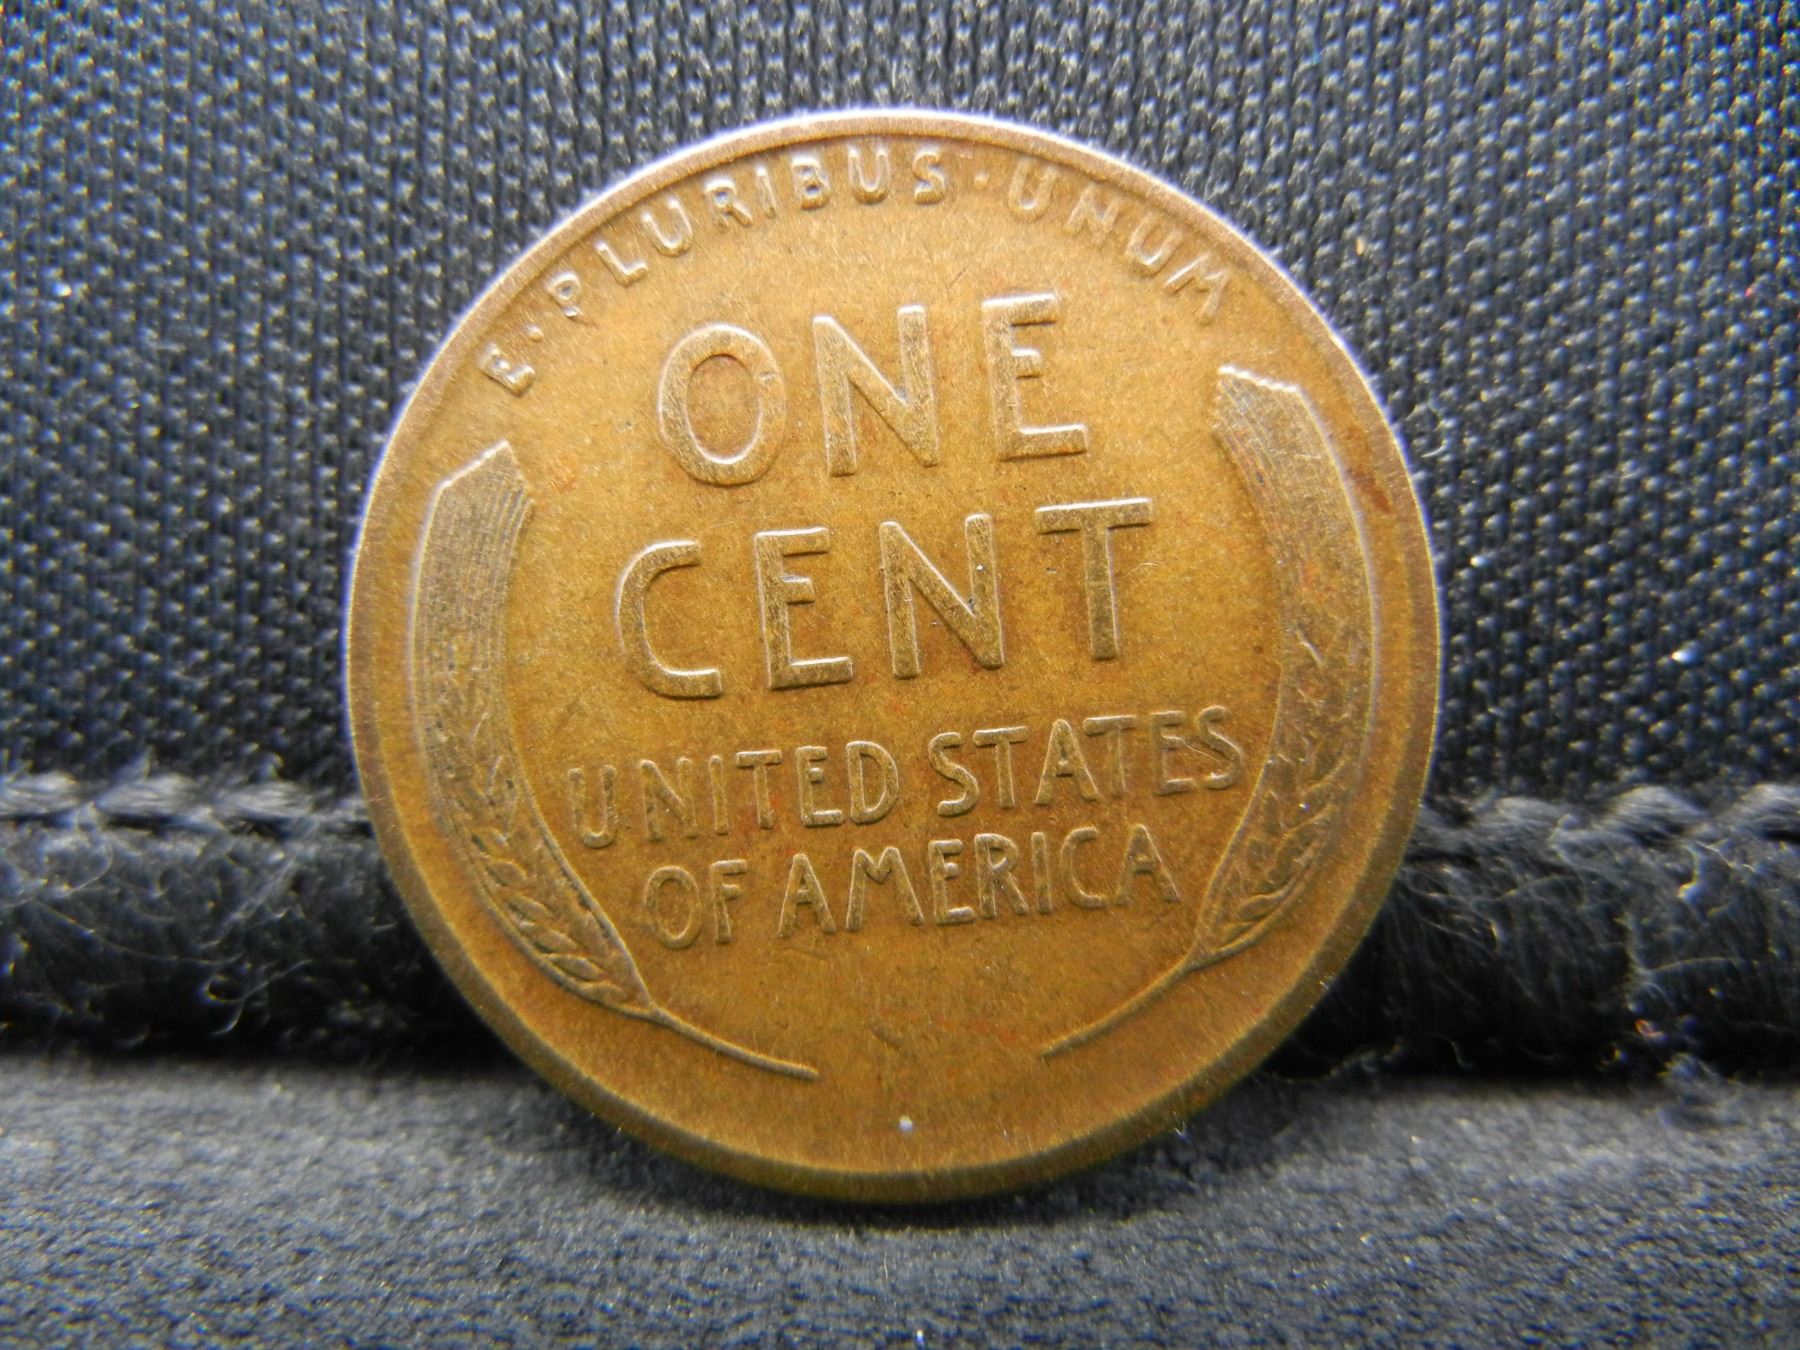 E·PLURIBUS·UNUM
ONE
CENT
UNITED STATES
OF AMERICA